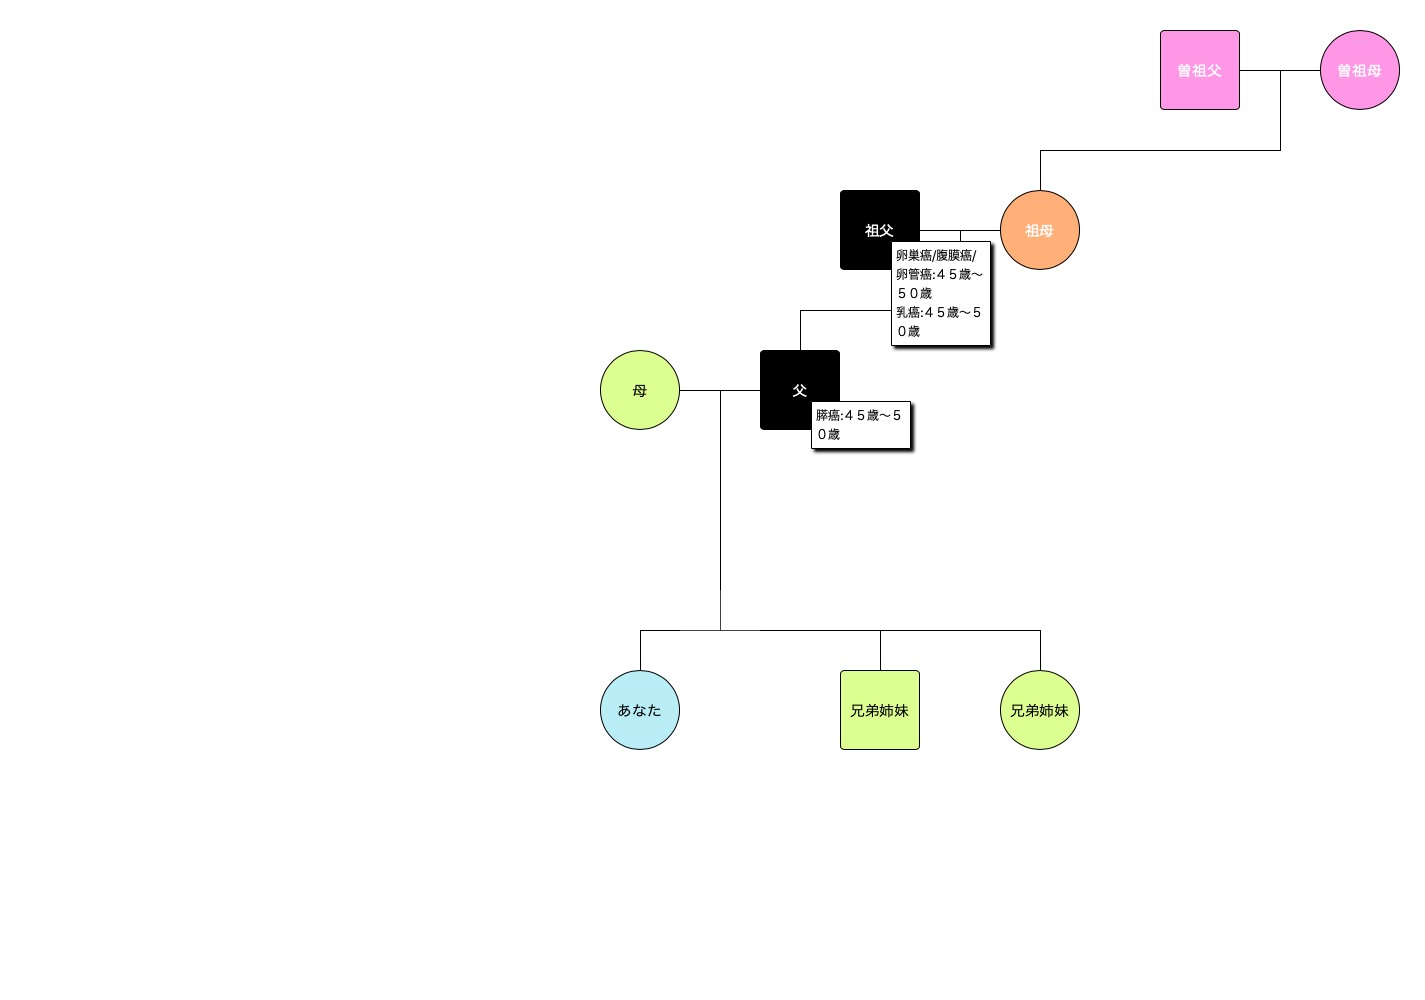 曽祖父
曽祖母
祖父
祖母
卵巣癌/腹膜癌/
卵管癌:４５歳〜
５０歳
乳癌:４５歳〜５
０歳
母
父
膵癌:４５歳〜５
０歳
あなた
兄弟姉妹
兄弟姉妹